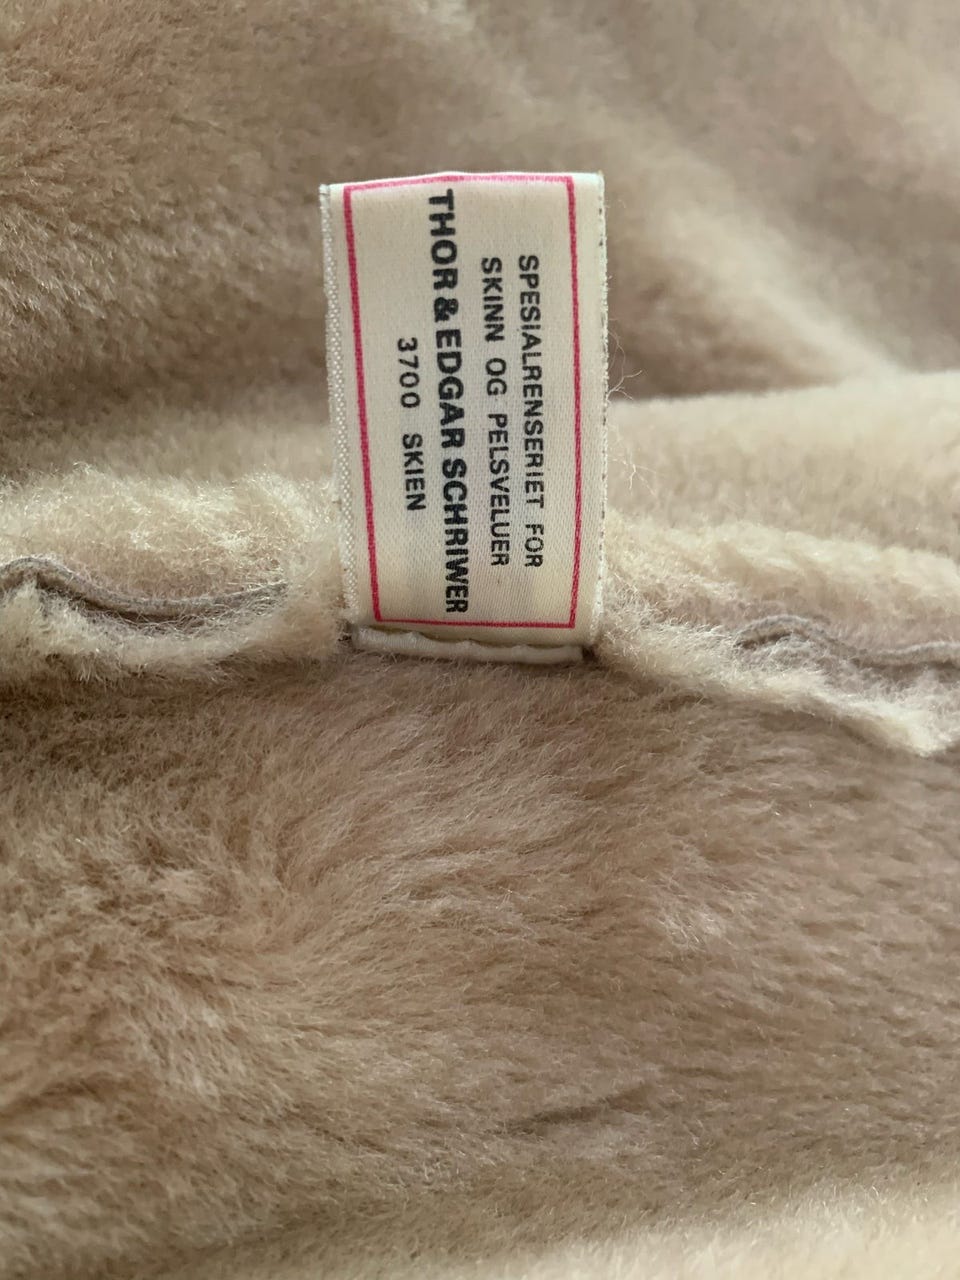 SPESIALRENSERIET FOR
SKINN OG PELSVELUER
THOR & EDGAR SCHRIWER
3700 SKIEN